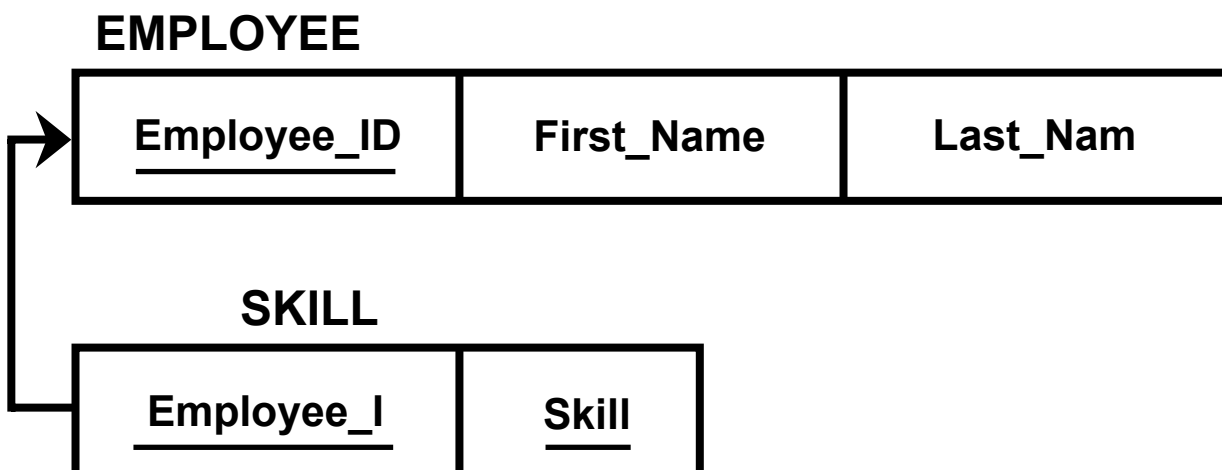 EMPLOYEE
Employee_ID First_Name Last_Nam
SKILL
Employee_I Skill